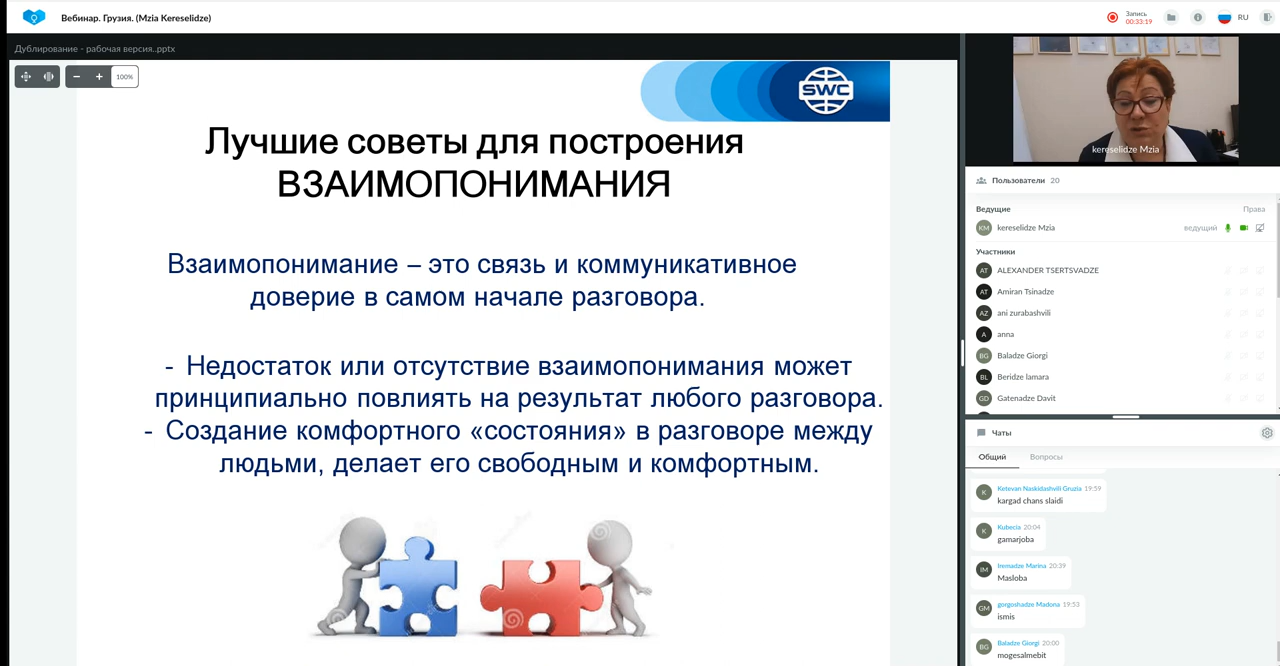 Вебинар. Грузия. (Mzia Kereselidze)
Запись
00:33:19
RU
Дублирование - рабочая версия..pptx
100%
SWC
Лучшие советы для построения
ВЗАИМОПОНИМАНИЯ
Взаимопонимание – это связь и коммуникативное
доверие в самом начале разговора.
- Недостаток или отсутствие взаимопонимания может
принципиально повлиять на результат любого разговора.
- Создание комфортного «состояния» в разговоре между
людьми, делает его свободным и комфортным.
kereselidze Mzia
Пользователи 20
Ведущие Права
KM kereselidze Mzia ведущий
Участники
AT ALEXANDER TSERTSVADZE
AT Amiran Tsinadze
AZ ani zurabashvili
A anna
BG Baladze Giorgi
BL Beridze lamara
GD Gatenadze Davit
Чаты
Общий Вопросы
K Ketevan Naskidashvili Gruzia 19:59
kargad chans slaidi
K Kubecia 20:04
gamarjoba
IM Iremadze Marina 20:39
Masloba
GM gorgoshadze Madona 19:53
ismis
BG Baladze Giorgi 20:00
mogesalmebit